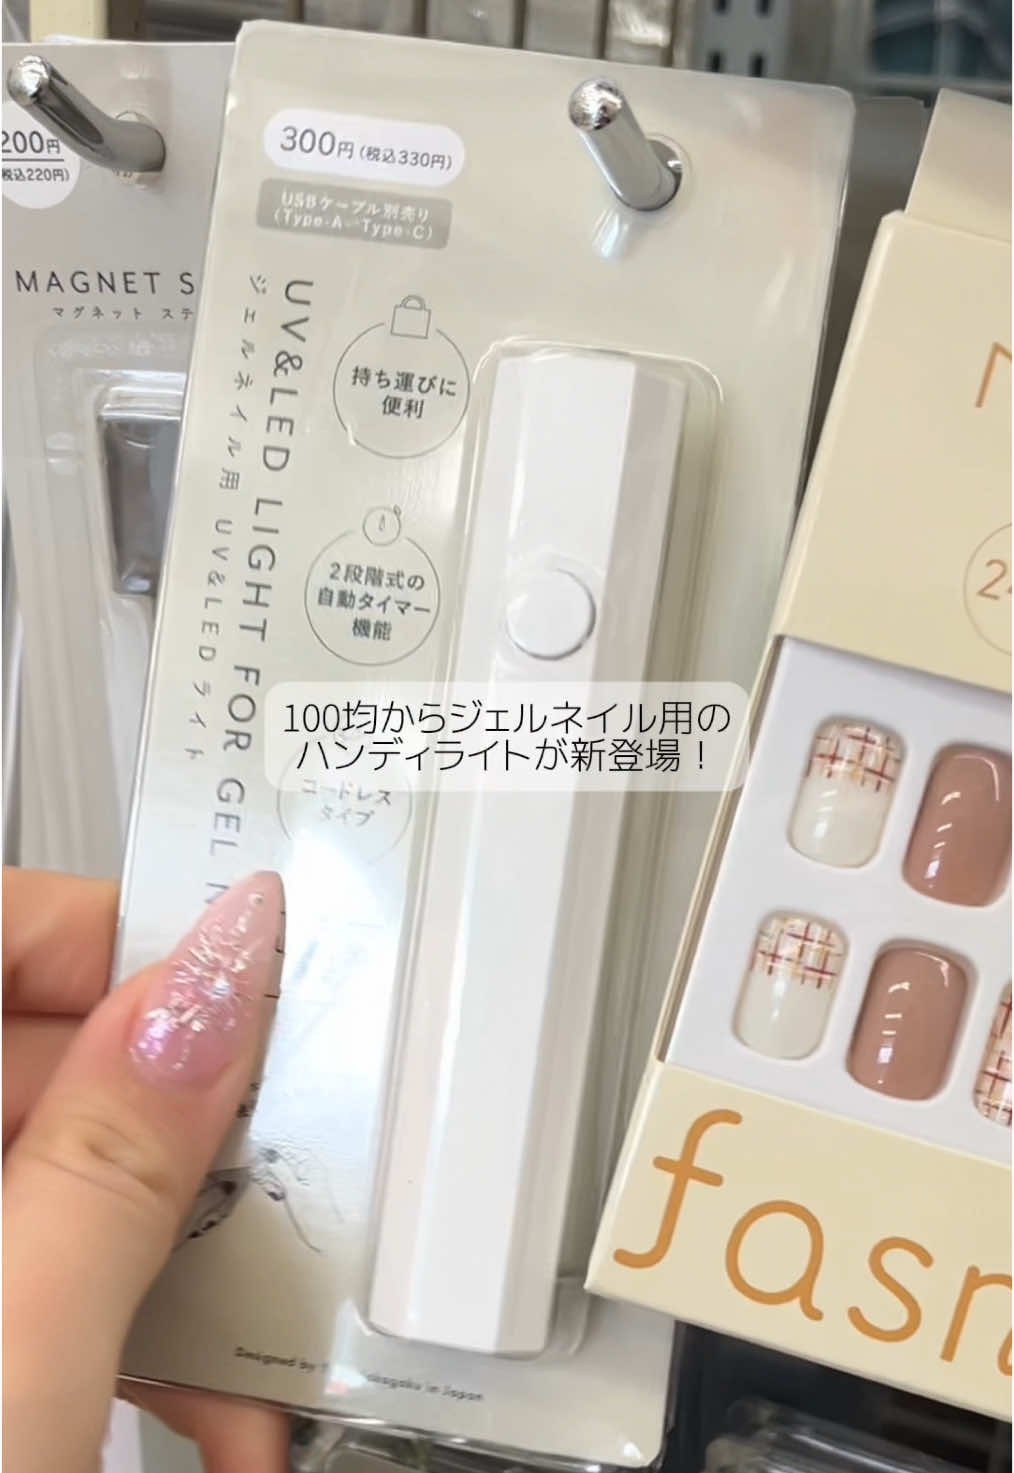 200円
税込220円)
MAGNET S
マグネット ステ
300円(税込330円)
USBケーブル別売り
(Type-A - Type-C)
UV&LED LIGHT FOR GEL N
ジェルネイル用 UV&LEDライト
持ち運びに
便利
2段階式の
自動タイマー
機能
100均からジェルネイル用の
ハンディライトが新登場！
コードレス
タイプ
Designed by
in Japan
fasn